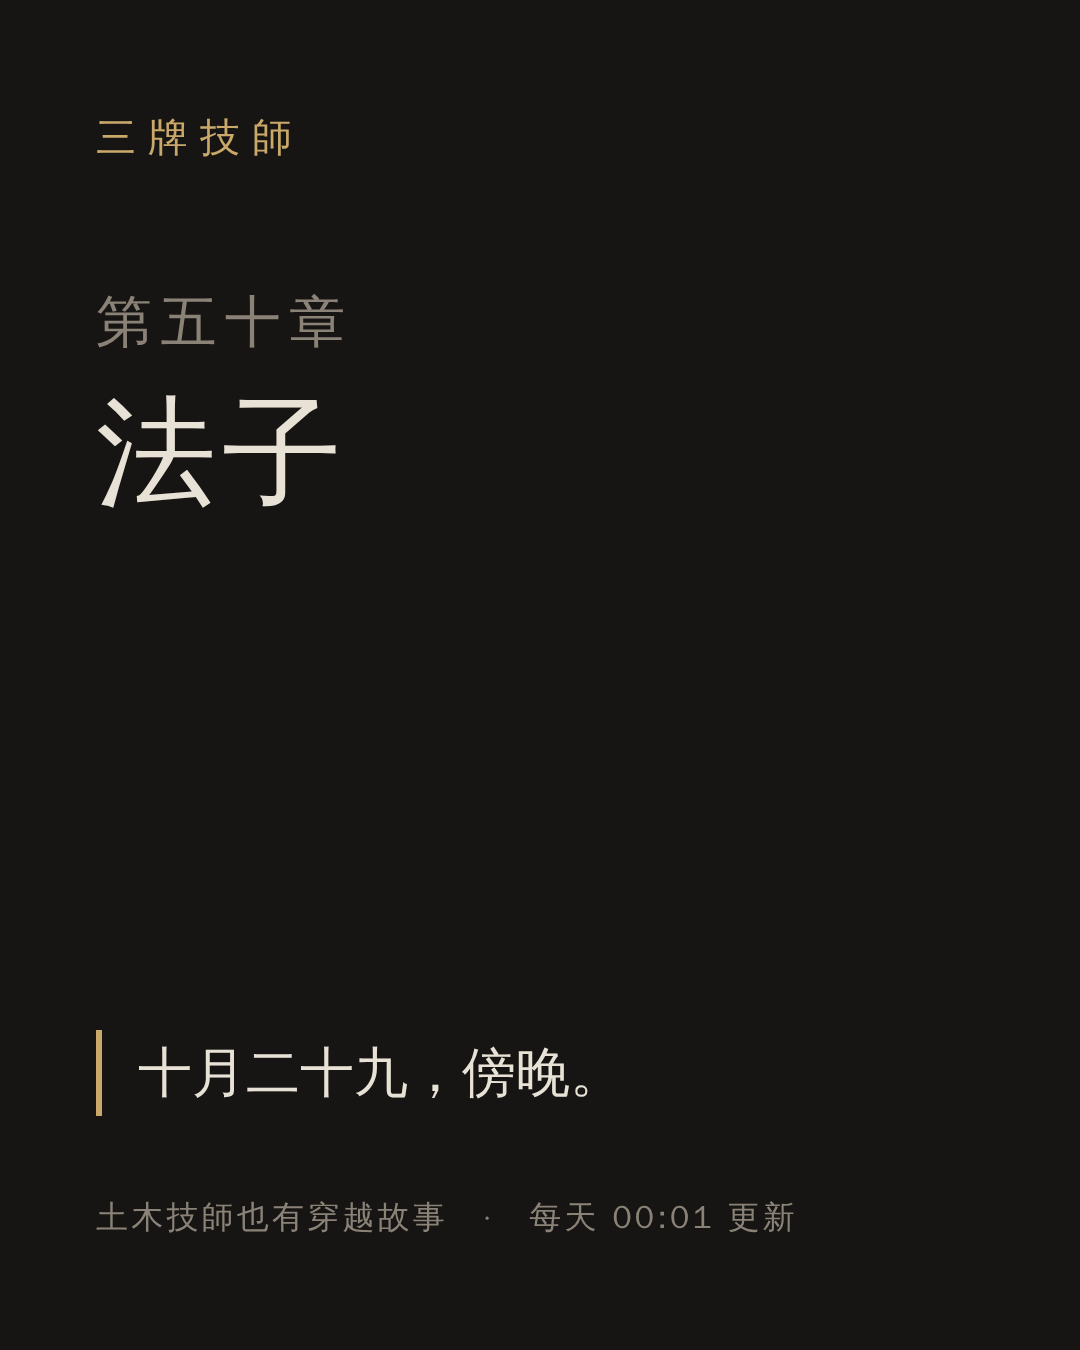 三牌技師
第五十章
法子
十月二十九，傍晚。
土木技師也有穿越故事 · 每天 00:01 更新